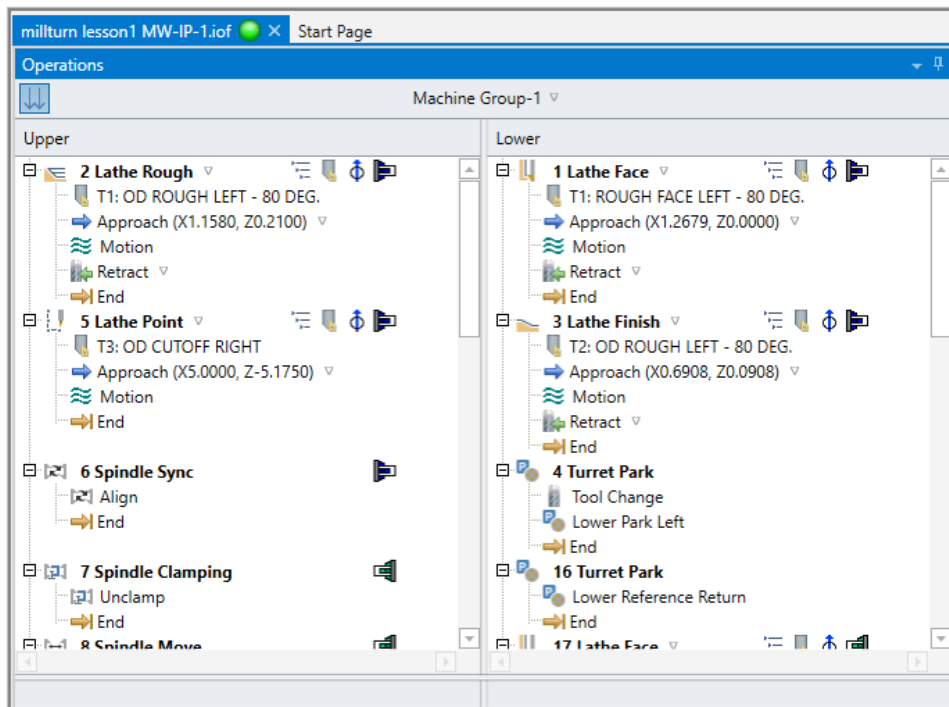 millturn lesson1 MW-IP-1.iof Start Page
Operations
Machine Group-1
Upper
2 Lathe Rough
T1: OD ROUGH LEFT - 80 DEG.
Approach (X1.1580, Z0.2100)
Motion
Retract
End
5 Lathe Point
T3: OD CUTOFF RIGHT
Approach (X5.0000, Z-5.1750)
Motion
End
6 Spindle Sync
Align
End
7 Spindle Clamping
Unclamp
End
8 Spindle Move
Lower
1 Lathe Face
T1: ROUGH FACE LEFT - 80 DEG.
Approach (X1.2679, Z0.0000)
Motion
Retract
End
3 Lathe Finish
T2: OD ROUGH LEFT - 80 DEG.
Approach (X0.6908, Z0.0908)
Motion
Retract
End
4 Turret Park
Tool Change
Lower Park Left
End
16 Turret Park
Lower Reference Return
End
17 Lathe Face